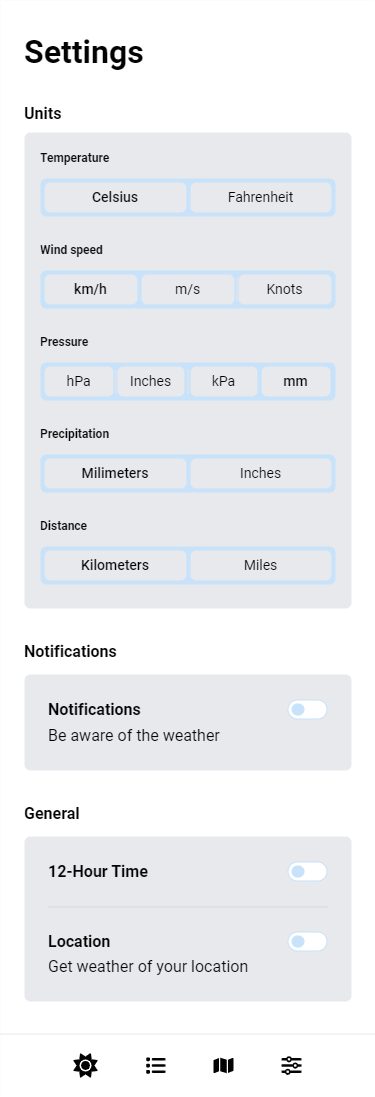 Settings
Units
Temperature
Celsius Fahrenheit
Wind speed
km/h m/s Knots
Pressure
hPa Inches kPa mm
Precipitation
Milimeters Inches
Distance
Kilometers Miles
Notifications
Notifications
Be aware of the weather
General
12-Hour Time
Location
Get weather of your location